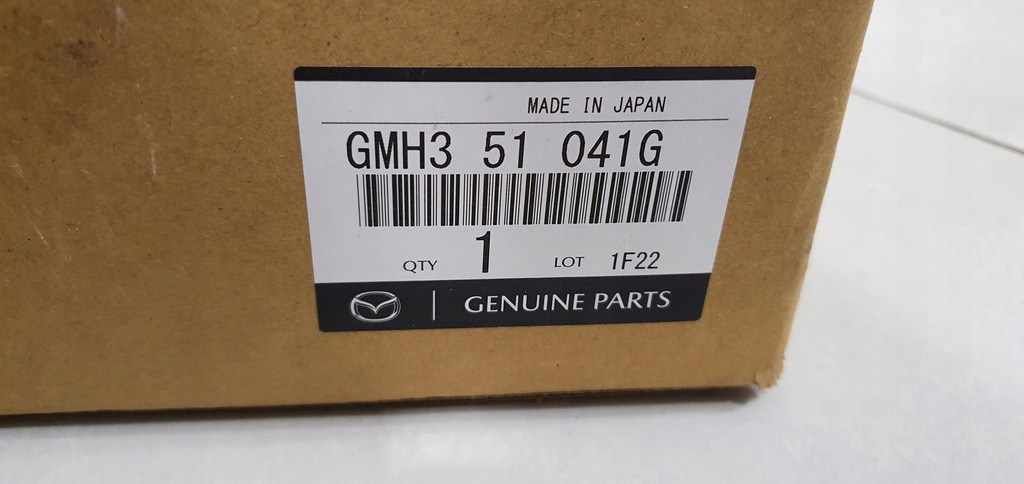 MADE IN JAPAN
GMH3 51 041G
QTY 1 LOT 1F22
GENUINE PARTS